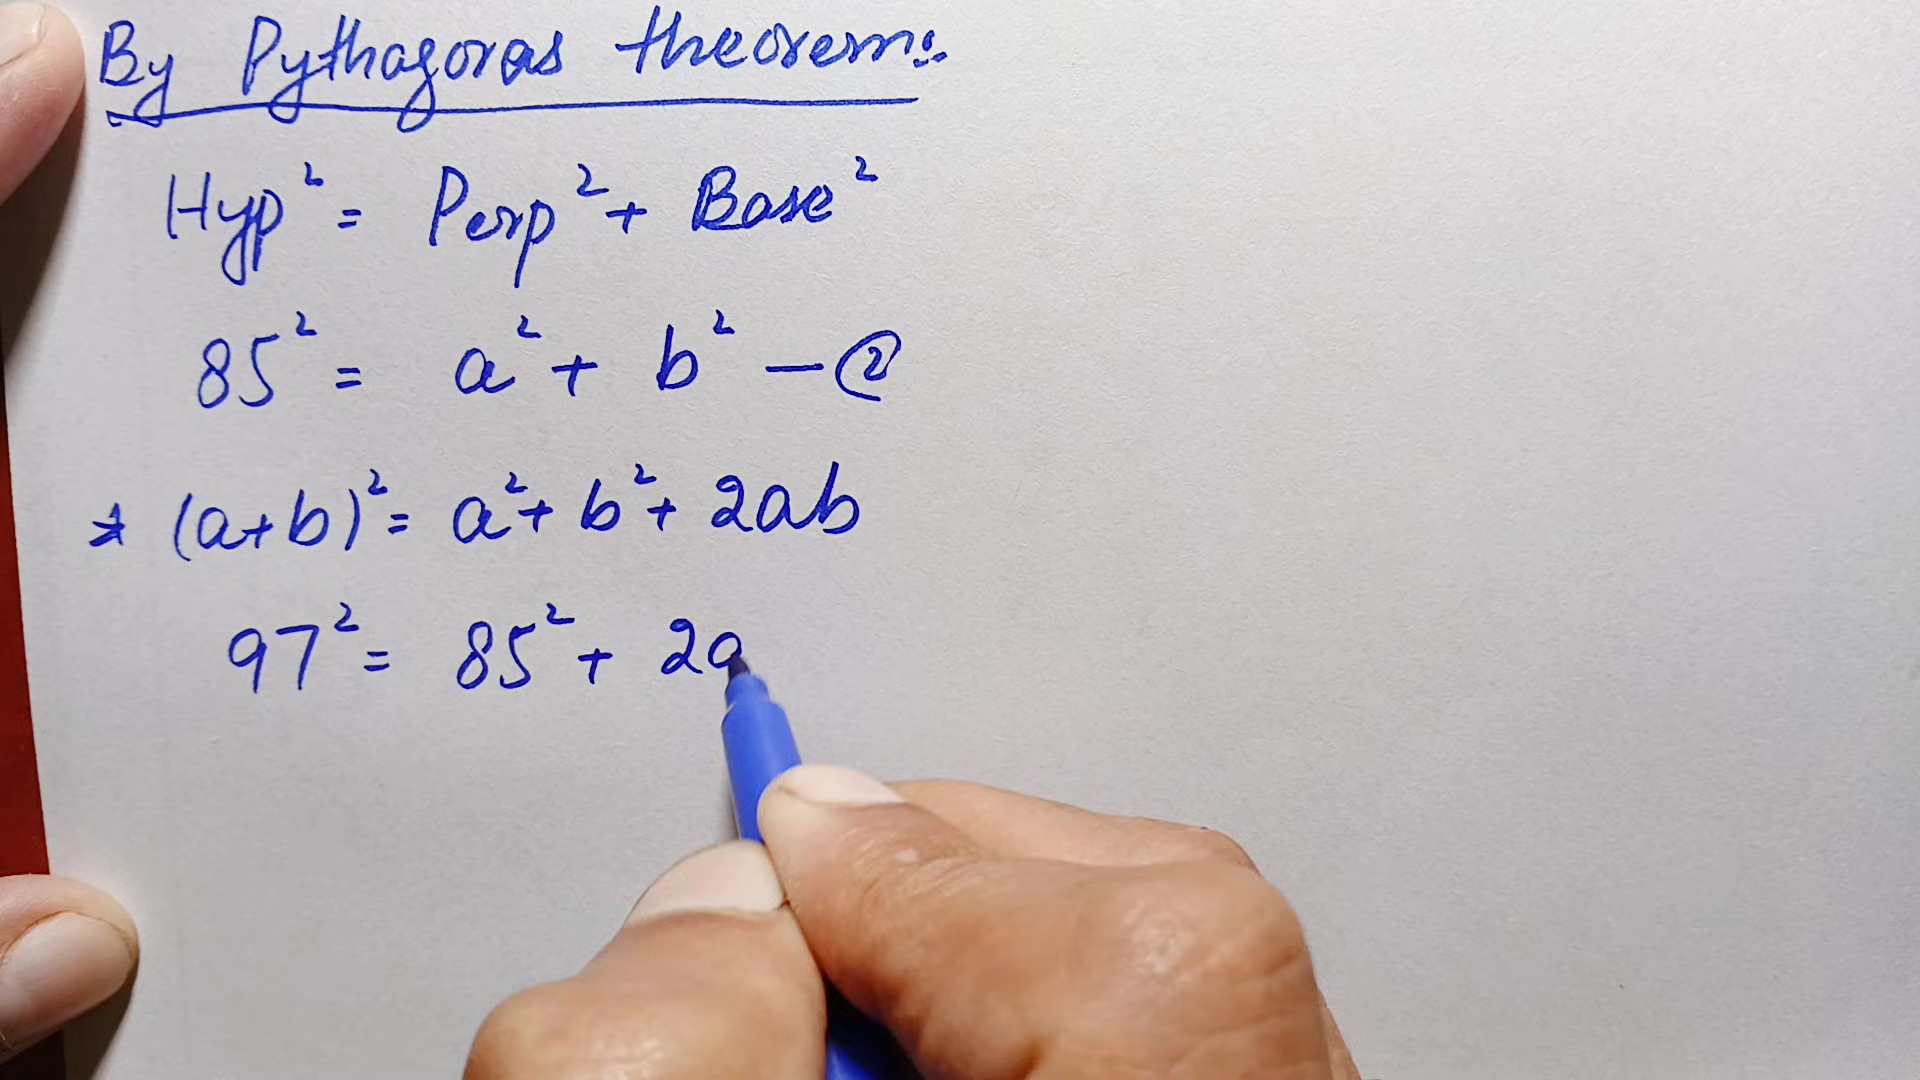 By Pythagoras theorem:.
Hyp² = Perp² + Base²
85² = a² + b² — ②
* (a+b)² = a² + b² + 2ab
97² = 85² + 2a